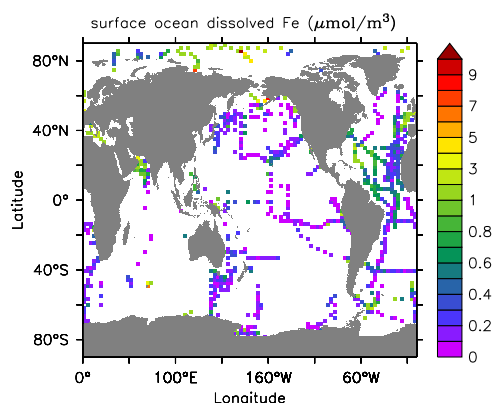 surface ocean dissolved Fe (μmol/m³)
80°N
40°N
0°
40°S
80°S
Latitude
0°
100°E
160°W
60°W
Longitude
9
7
5
3
1
0.8
0.6
0.4
0.2
0